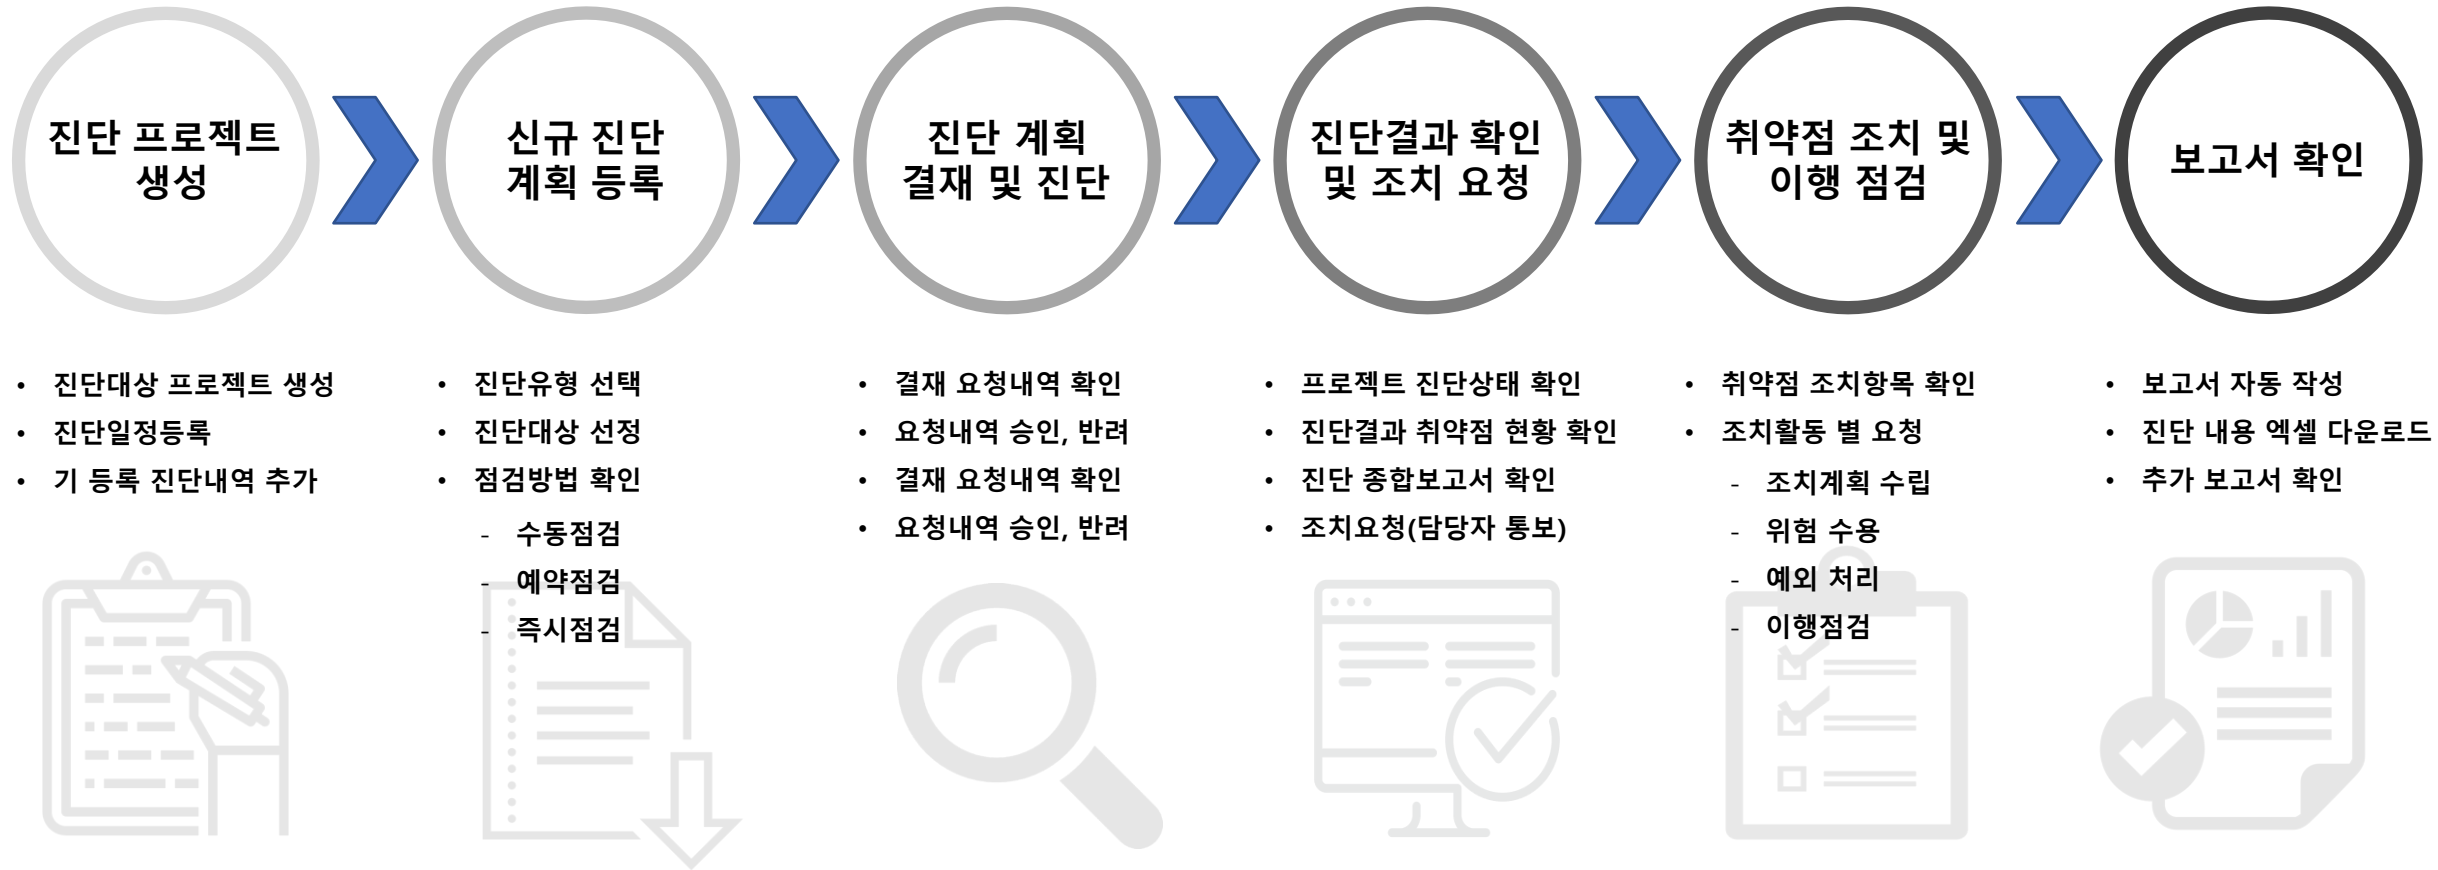 진단 프로젝트
생성
신규 진단
계획 등록
진단 계획
결재 및 진단
진단결과 확인
및 조치 요청
취약점 조치 및
이행 점검
보고서 확인
• 진단대상 프로젝트 생성
• 진단일정등록
• 기 등록 진단내역 추가
• 진단유형 선택
• 진단대상 선정
• 점검방법 확인
- 수동점검
- 예약점검
- 즉시점검
• 결재 요청내역 확인
• 요청내역 승인, 반려
• 결재 요청내역 확인
• 요청내역 승인, 반려
• 프로젝트 진단상태 확인
• 진단결과 취약점 현황 확인
• 진단 종합보고서 확인
• 조치요청(담당자 통보)
• 취약점 조치항목 확인
• 조치활동 별 요청
- 조치계획 수립
- 위험 수용
- 예외 처리
- 이행점검
• 보고서 자동 작성
• 진단 내용 엑셀 다운로드
• 추가 보고서 확인